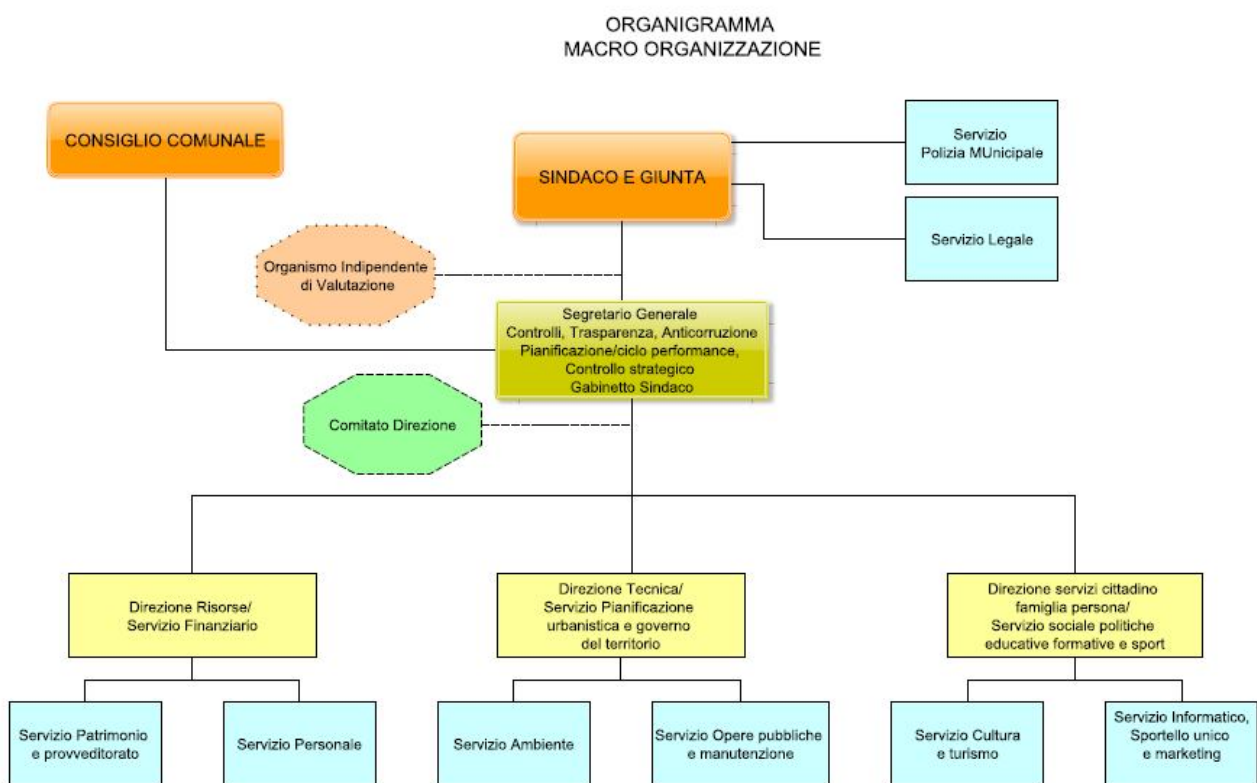 ORGANIGRAMMA
MACRO ORGANIZZAZIONE
CONSIGLIO COMUNALE
SINDACO E GIUNTA
Servizio
Polizia MUnicipale
Servizio Legale
Organismo Indipendente
di Valutazione
Segretario Generale
Controlli, Trasparenza, Anticorruzione
Pianificazione/ciclo performance,
Controllo strategico
Gabinetto Sindaco
Comitato Direzione
Direzione Risorse/
Servizio Finanziario
Direzione Tecnica/
Servizio Pianificazione
urbanistica e governo
del territorio
Direzione servizi cittadino
famiglia persona/
Servizio sociale politiche
educative formative e sport
Servizio Patrimonio
e provveditorato
Servizio Personale
Servizio Ambiente
Servizio Opere pubbliche
e manutenzione
Servizio Cultura
e turismo
Servizio Informatico,
Sportello unico
e marketing